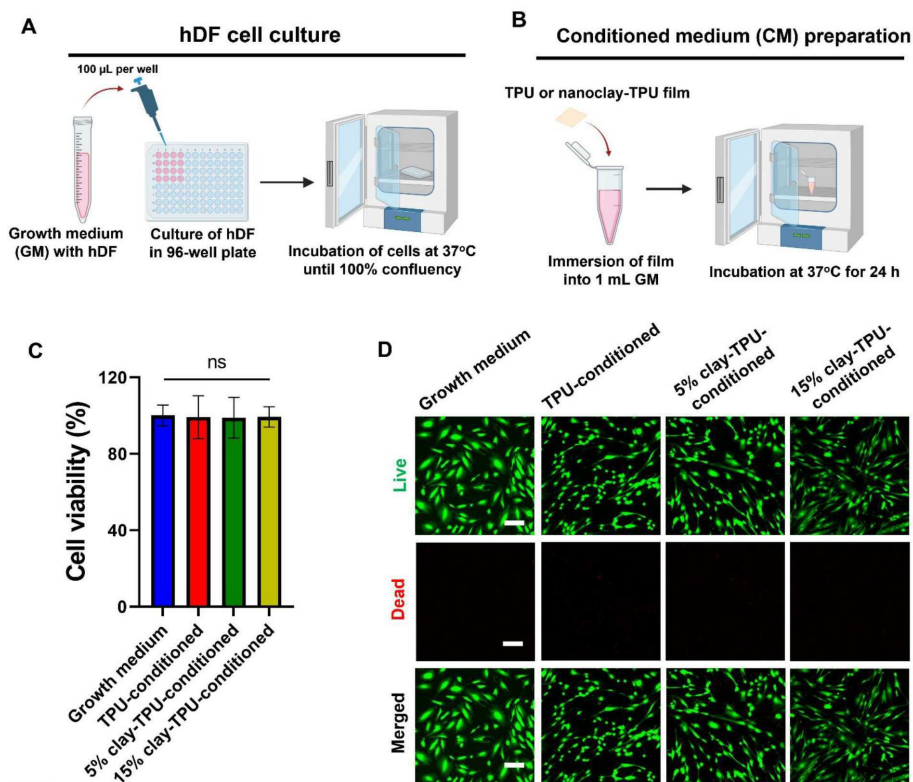 A
hDF cell culture
100 µL per well
Growth medium
(GM) with hDF
Culture of hDF
in 96-well plate
Incubation of cells at 37°C
until 100% confluency
B
Conditioned medium (CM) preparation
TPU or nanoclay-TPU film
Immersion of film
into 1 mL GM
Incubation at 37°C for 24 h
C
ns
Cell viability (%)
120
80
40
0
Growth medium
TPU-conditioned
5% clay-TPU-conditioned
15% clay-TPU-conditioned
D
Growth medium
TPU-conditioned
5% clay-TPU-
conditioned
15% clay-TPU-
conditioned
Live
Dead
Merged